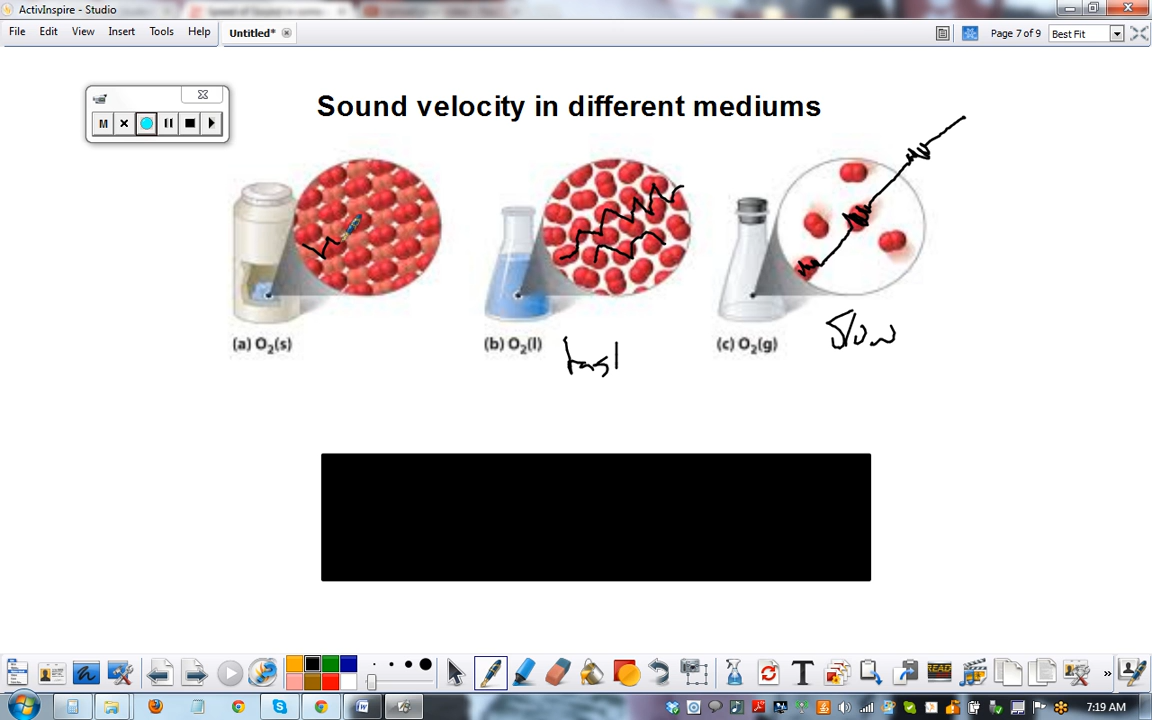 ActivInspire - Studio
File Edit View Insert Tools Help Untitled* Page 7 of 9 Best Fit
M
Sound velocity in different mediums
(a) O₂(s) (b) O₂(l) (c) O₂(g)
Slow
fast
T READ »
W
7:19 AM